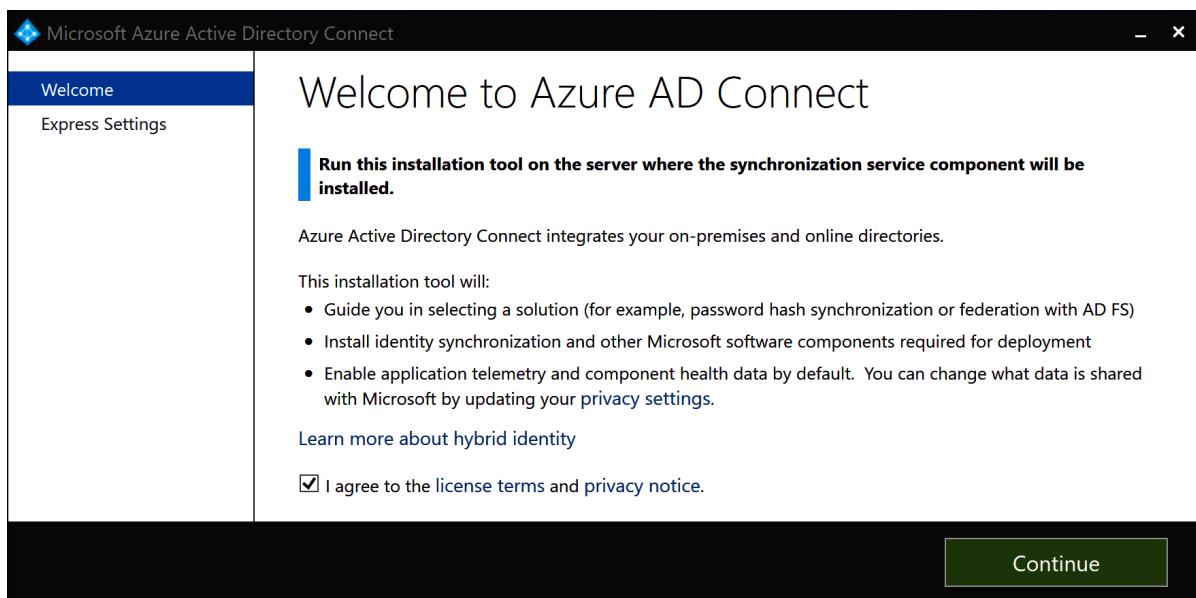 Microsoft Azure Active Directory Connect
Welcome
Express Settings
Welcome to Azure AD Connect
Run this installation tool on the server where the synchronization service component will be
installed.
Azure Active Directory Connect integrates your on-premises and online directories.
This installation tool will:
• Guide you in selecting a solution (for example, password hash synchronization or federation with AD FS)
• Install identity synchronization and other Microsoft software components required for deployment
• Enable application telemetry and component health data by default.  You can change what data is shared
with Microsoft by updating your privacy settings.
Learn more about hybrid identity
I agree to the license terms and privacy notice.
Continue